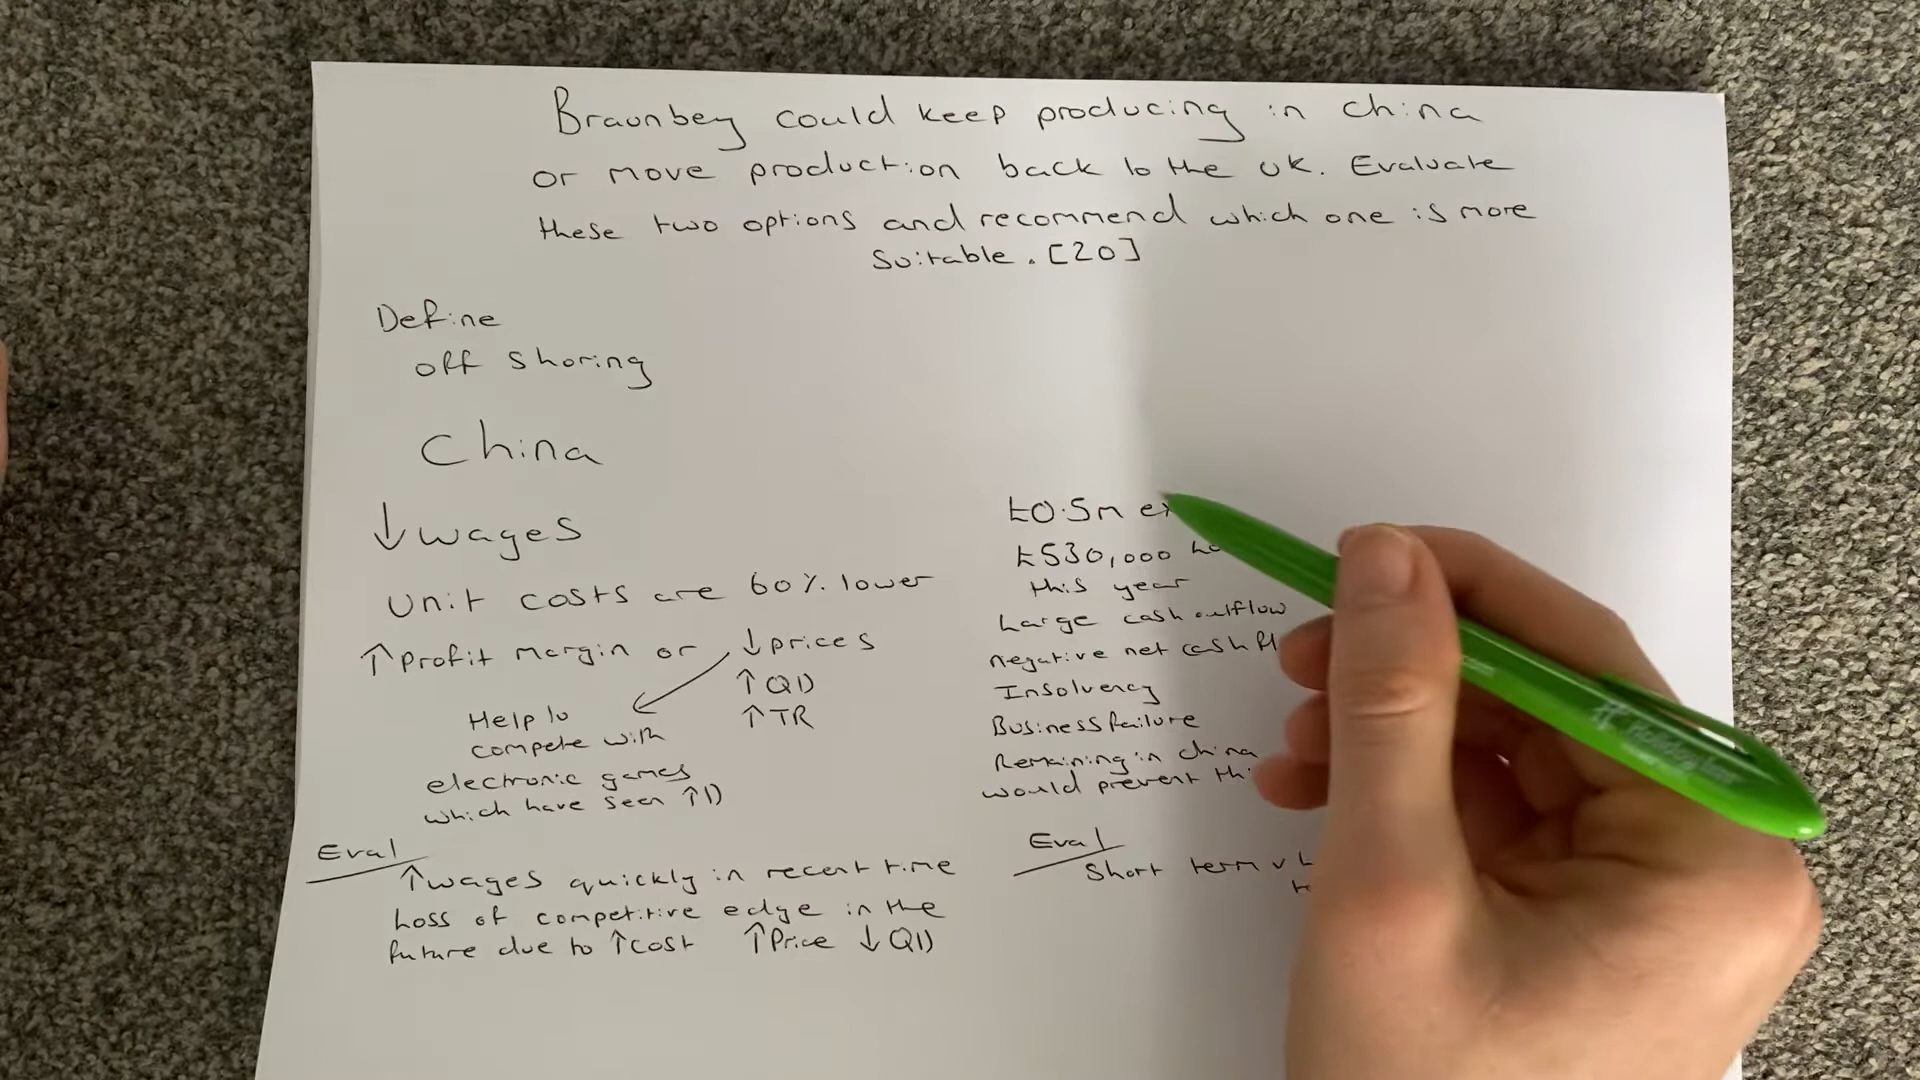 Braunbey could keep producing in china
or move production back to the UK. Evaluate
these two options and recommend which one is more
Suitable. [20]
Define
off shoring
China
↓ wages
Unit costs are 60% lower
↑ Profit margin or ↓ prices
↑ QD
↑ TR
Help to
compete with
electronic games
which have seen ↑ D
Eval
↑ wages quickly in recent time
Loss of competitive edge in the
future due to ↑ cost ↑ Price ↓ QD
£0.5m
£530,000
this year
Large cash outflow
negative net cash
Insolvency
Business failure
Remaining in china
would prevent
Eval
Short term v